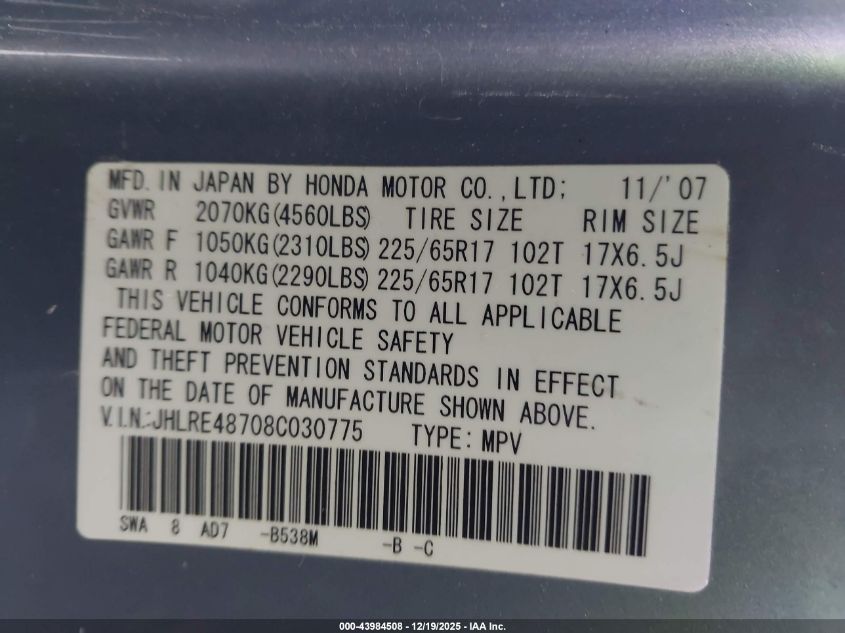 MFD. IN JAPAN BY HONDA MOTOR CO., LTD; 11/'07
GVWR 2070KG(4560LBS) TIRE SIZE RIM SIZE
GAWR F 1050KG(2310LBS) 225/65R17 102T 17X6.5J
GAWR R 1040KG(2290LBS) 225/65R17 102T 17X6.5J
THIS VEHICLE CONFORMS TO ALL APPLICABLE
FEDERAL MOTOR VEHICLE SAFETY
AND THEFT PREVENTION STANDARDS IN EFFECT
ON THE DATE OF MANUFACTURE SHOWN ABOVE.
V.I.N.:JHLRE48708C030775 TYPE: MPV
SWA 8 AD7 -B538M -B -C
000-43984508 - 12/19/2025 - IAA Inc.